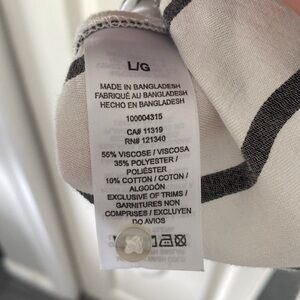 L/G
MADE IN BANGLADESH
FABRIQUÉ AU BANGLADESH
HECHO EN BANGLADESH
100004315
CA# 11319
RN# 121340
55% VISCOSE / VISCOSA
35% POLYESTER /
POLIÉSTER
10% COTTON / COTON /
ALGODÓN
EXCLUSIVE OF TRIMS /
GARNITURES NON
COMPRISES / EXCLUYEN
DO AVIOS